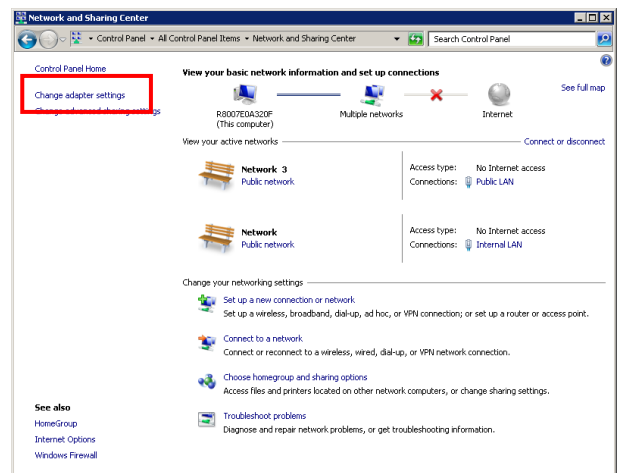 Network and Sharing Center
Control Panel All Control Panel Items Network and Sharing Center Search Control Panel
Control Panel Home
Change adapter settings
Change advanced sharing settings
View your basic network information and set up connections
See full map
R8007E0A320F Multiple networks Internet
(This computer)
View your active networks Connect or disconnect
Network 3
Public network
Access type: No Internet access
Connections: Public LAN
Network
Public network
Access type: No Internet access
Connections: Internal LAN
Change your networking settings
Set up a new connection or network
Set up a wireless, broadband, dial-up, ad hoc, or VPN connection; or set up a router or access point.
Connect to a network
Connect or reconnect to a wireless, wired, dial-up, or VPN network connection.
Choose homegroup and sharing options
Access files and printers located on other network computers, or change sharing settings.
Troubleshoot problems
Diagnose and repair network problems, or get troubleshooting information.
See also
HomeGroup
Internet Options
Windows Firewall